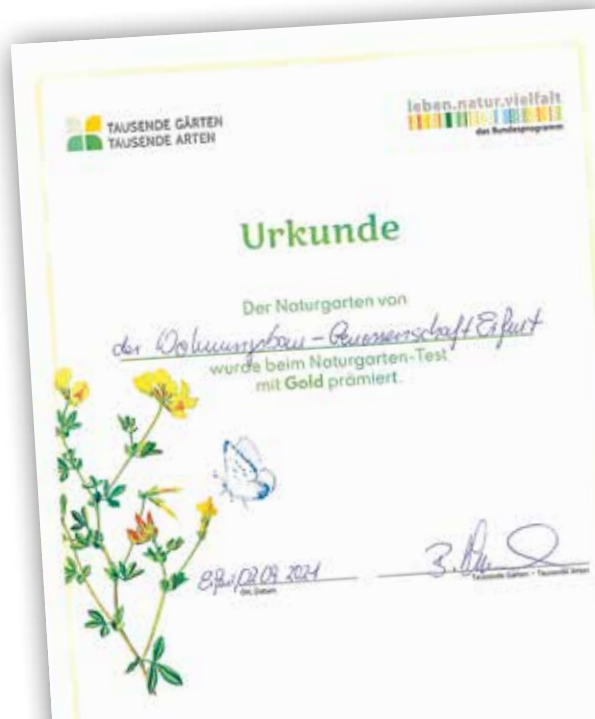 TAUSENDE GÄRTEN
TAUSENDE ARTEN
leben.natur.vielfalt
das Bundesprogramm
Urkunde
Der Naturgarten von
der Wohnungsbau-Genossenschaft Erfurt
wurde beim Naturgarten-Test
mit Gold prämiert.
Erfurt, 02.09. 2021
Ort, Datum
Tausende Gärten - Tausende Arten